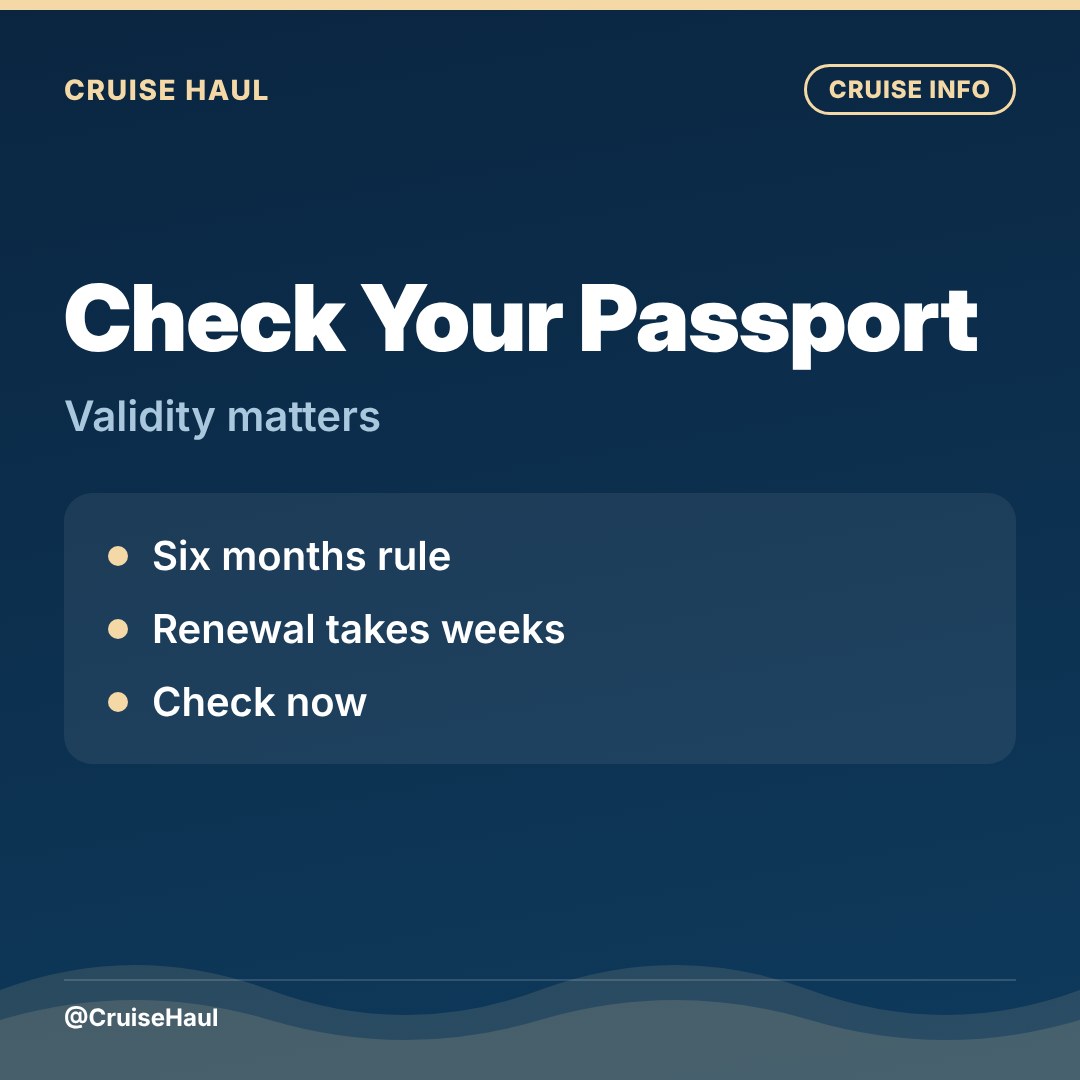 CRUISE HAUL
CRUISE INFO
Check Your Passport
Validity matters
Six months rule
Renewal takes weeks
Check now
@CruiseHaul